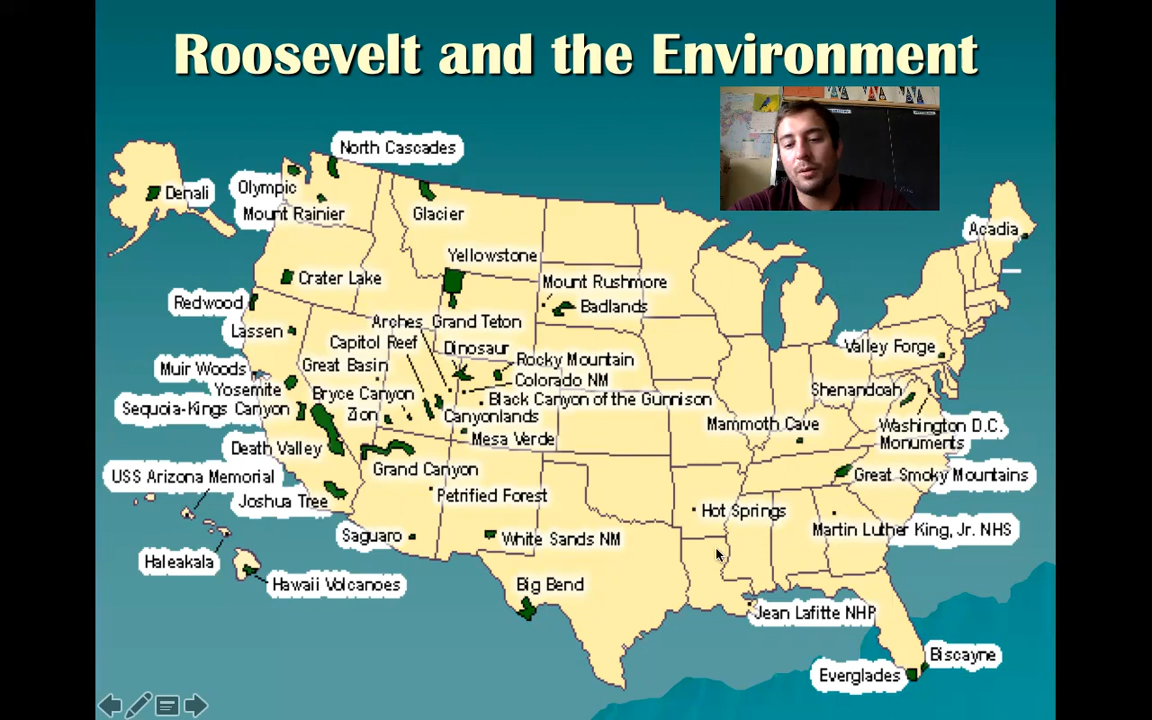 Roosevelt and the Environment
North Cascades
Denali
Olympic
Mount Rainier
Glacier
Acadia
Yellowstone
Crater Lake
Mount Rushmore
Redwood
Badlands
Arches
Grand Teton
Lassen
Capitol Reef
Dinosaur
Valley Forge
Muir Woods
Great Basin
Rocky Mountain
Colorado NM
Yosemite
Bryce Canyon
Black Canyon of the Gunnison
Shenandoah
Sequoia-Kings Canyon
Zion
Canyonlands
Mammoth Cave
Washington D.C.
Monuments
Death Valley
Mesa Verde
Grand Canyon
Great Smoky Mountains
USS Arizona Memorial
Joshua Tree
Petrified Forest
Hot Springs
Martin Luther King, Jr. NHS
Saguaro
White Sands NM
Haleakala
Hawaii Volcanoes
Big Bend
Jean Lafitte NHP
Biscayne
Everglades